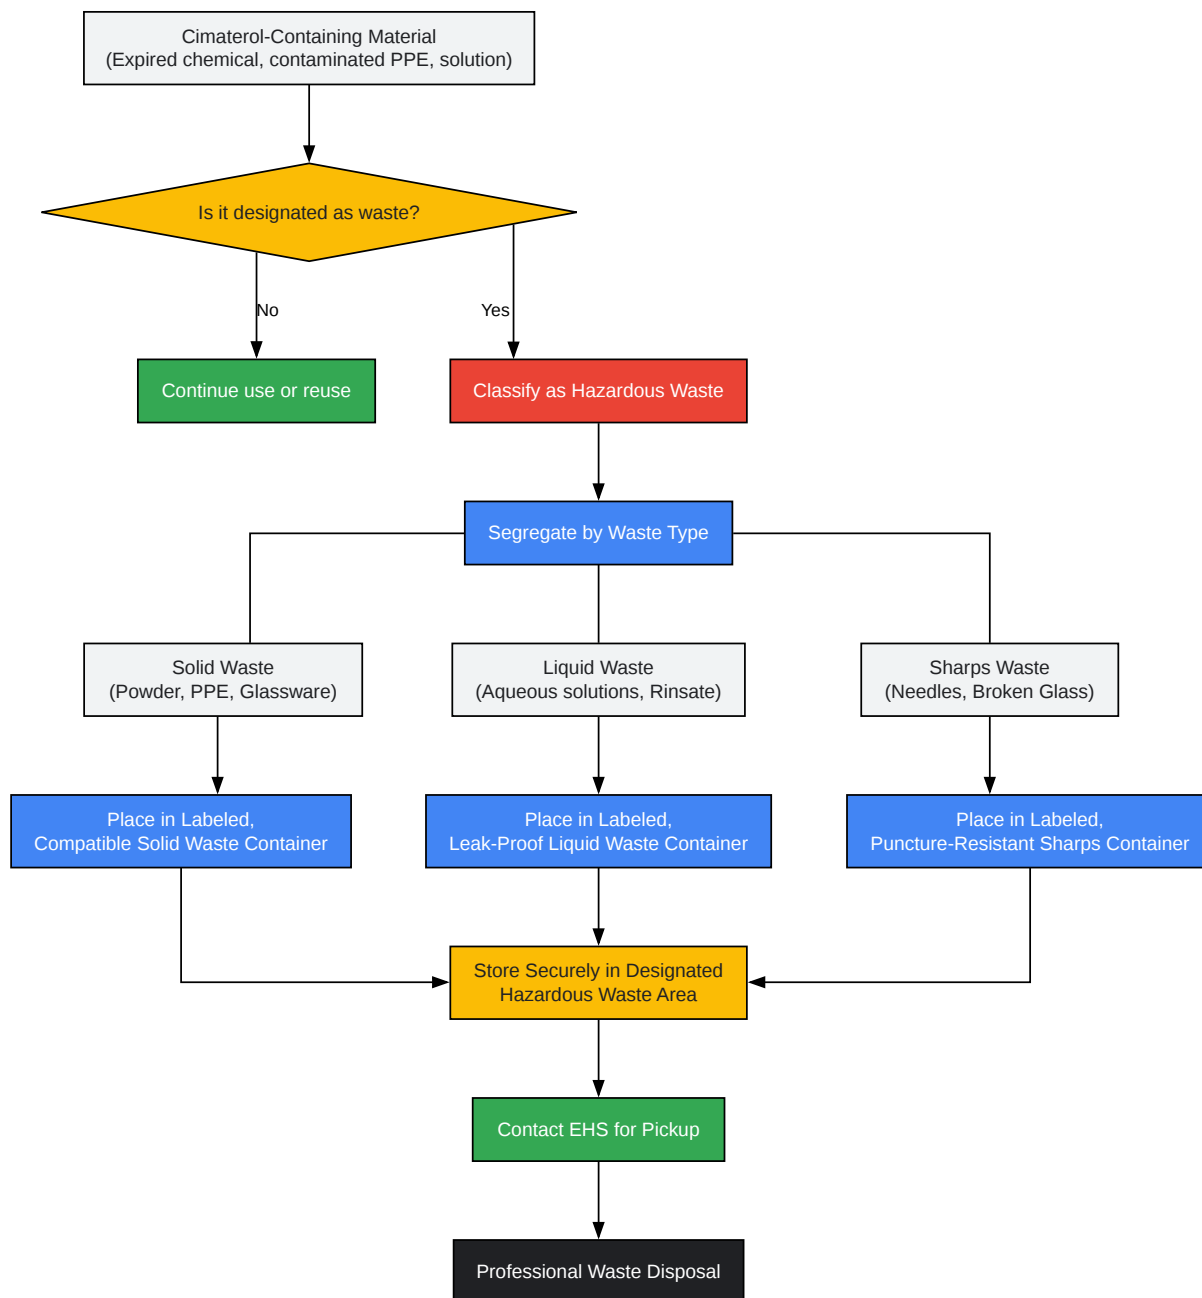 Cimaterol-Containing Material
(Expired chemical, contaminated PPE, solution)
Is it designated as waste?
No
Yes
Continue use or reuse
Classify as Hazardous Waste
Segregate by Waste Type
Solid Waste
(Powder, PPE, Glassware)
Liquid Waste
(Aqueous solutions, Rinsate)
Sharps Waste
(Needles, Broken Glass)
Place in Labeled,
Compatible Solid Waste Container
Place in Labeled,
Leak-Proof Liquid Waste Container
Place in Labeled,
Puncture-Resistant Sharps Container
Store Securely in Designated
Hazardous Waste Area
Contact EHS for Pickup
Professional Waste Disposal